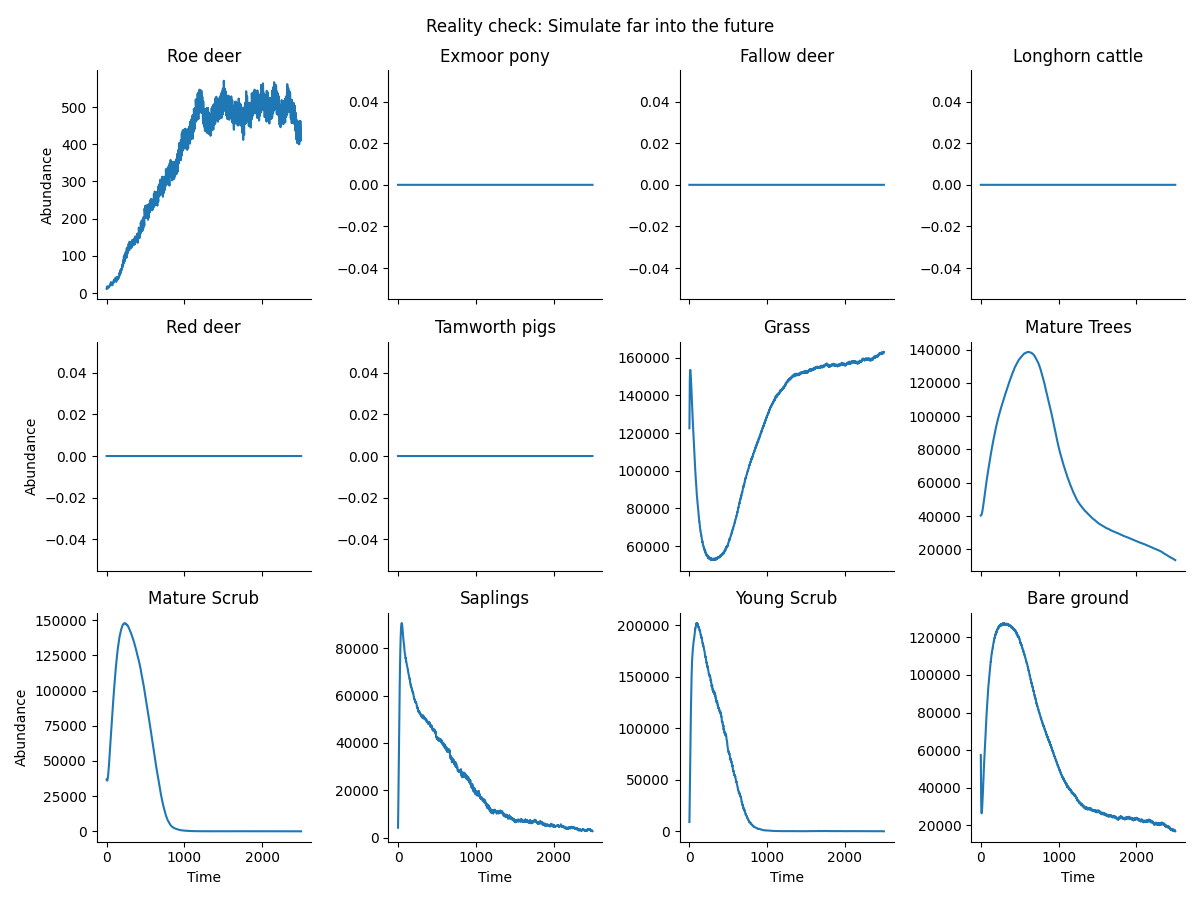 Reality check: Simulate far into the future
Roe deer
Exmoor pony
Fallow deer
Longhorn cattle
Abundance
500
400
300
200
100
0
0.04
0.02
0.00
−0.02
−0.04
0.04
0.02
0.00
−0.02
−0.04
0.04
0.02
0.00
−0.02
−0.04
Red deer
Tamworth pigs
Grass
Mature Trees
Abundance
0.04
0.02
0.00
−0.02
−0.04
0.04
0.02
0.00
−0.02
−0.04
160000
140000
120000
100000
80000
60000
140000
120000
100000
80000
60000
40000
20000
Mature Scrub
Saplings
Young Scrub
Bare ground
Abundance
150000
125000
100000
75000
50000
25000
0
0 1000 2000
Time
80000
60000
40000
20000
0
0 1000 2000
Time
200000
150000
100000
50000
0
0 1000 2000
Time
120000
100000
80000
60000
40000
20000
0 1000 2000
Time